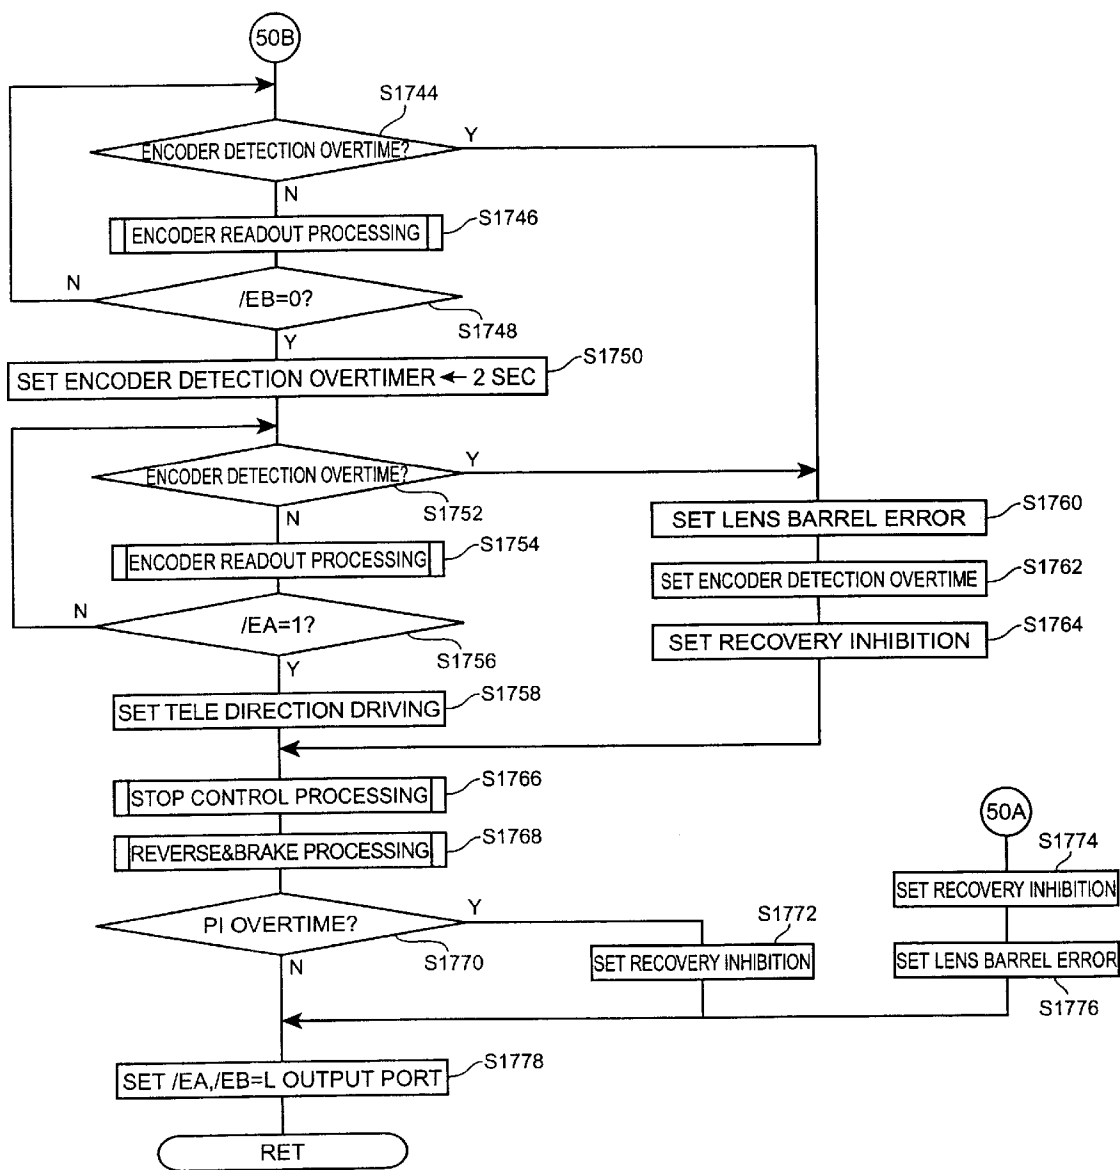 50B
S1744
ENCODER DETECTION OVERTIME?
Y
N
S1746
ENCODER READOUT PROCESSING
N
/EB=0?
S1748
Y
S1750
SET ENCODER DETECTION OVERTIMER ← 2 SEC
ENCODER DETECTION OVERTIME?
Y
S1752
N
S1754
ENCODER READOUT PROCESSING
N
/EA=1?
S1756
Y
S1758
SET TELE DIRECTION DRIVING
S1760
SET LENS BARREL ERROR
S1762
SET ENCODER DETECTION OVERTIME
S1764
SET RECOVERY INHIBITION
S1766
STOP CONTROL PROCESSING
S1768
REVERSE&BRAKE PROCESSING
PI OVERTIME?
Y
S1770
N
S1772
SET RECOVERY INHIBITION
50A
S1774
SET RECOVERY INHIBITION
SET LENS BARREL ERROR
S1776
S1778
SET /EA,/EB=L OUTPUT PORT
RET